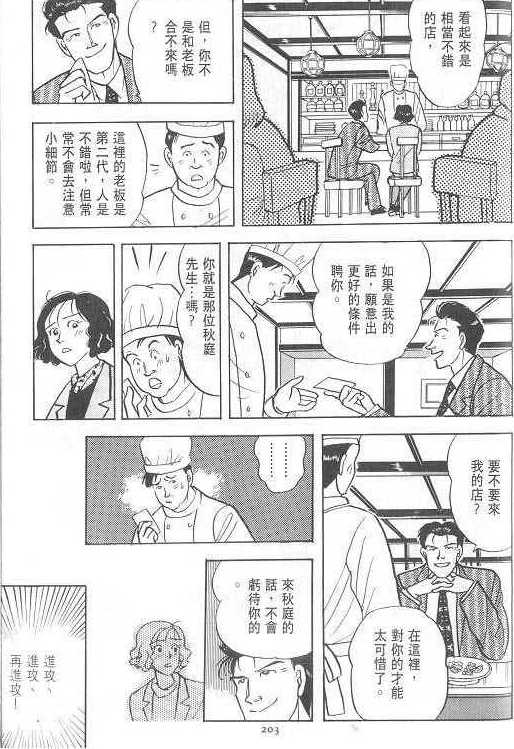 看起來是
相當不錯
的店，
但，你不
是和老板
合不來嗎
？
這裡的老板是
第二代，人是
不錯啦，但常
常不會去注意
小細節。
如果是我的
話，願意出
更好的條件
聘你。
你就是那位秋庭
先生…嗎？
要不要來
我的店？
在這裡，
對你的才能
太可惜了。
……
來秋庭的
話，不會
虧待你的
。
進攻、
進攻、
再進攻！
203